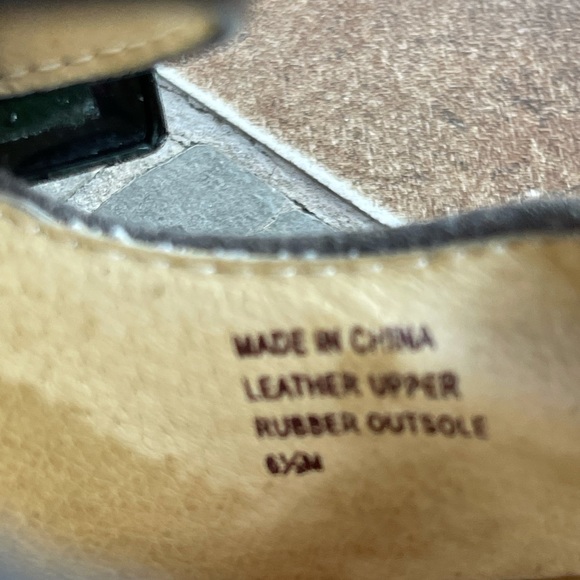 MADE IN CHINA
LEATHER UPPER
RUBBER OUTSOLE
6½M